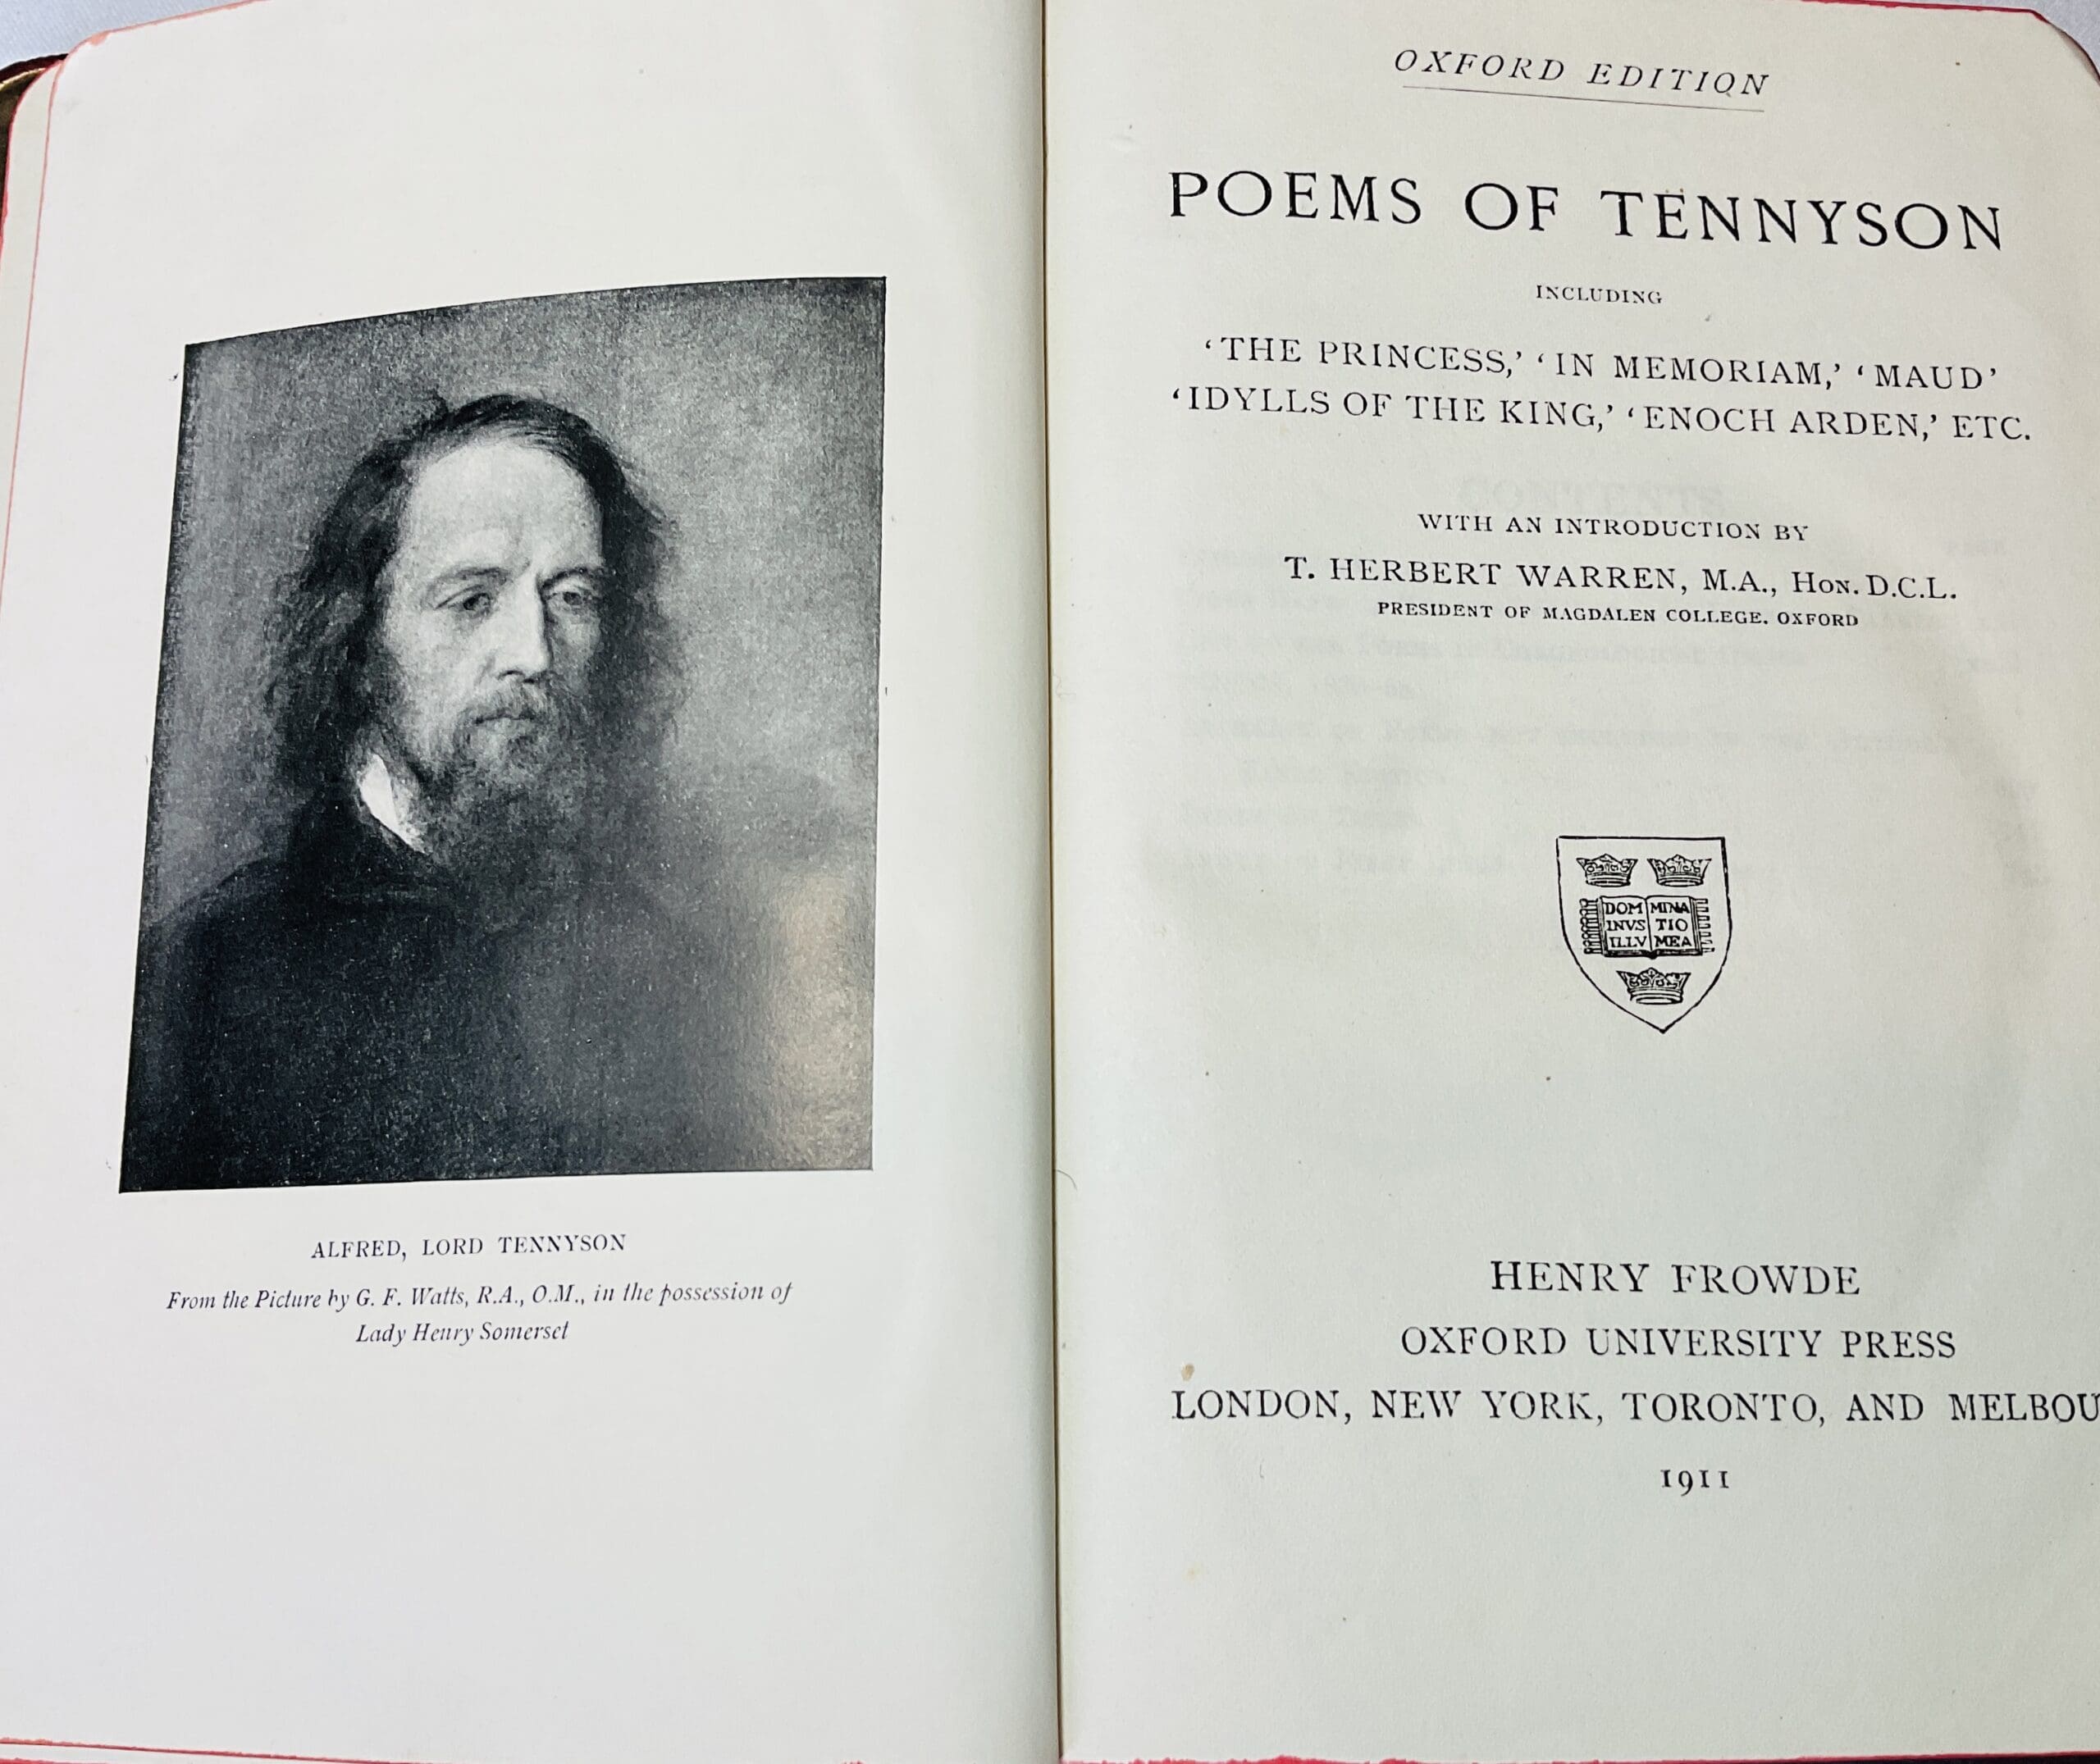 ALFRED, LORD TENNYSON
From the Picture by G. F. Watts, R.A., O.M., in the possession of
Lady Henry Somerset
OXFORD EDITION
POEMS OF TENNYSON
INCLUDING
‘THE PRINCESS,’ ‘IN MEMORIAM,’ ‘MAUD’
‘IDYLLS OF THE KING,’ ‘ENOCH ARDEN,’ ETC.
WITH AN INTRODUCTION BY
T. HERBERT WARREN, M.A., HON. D.C.L.
PRESIDENT OF MAGDALEN COLLEGE, OXFORD
DOM MINA
INVS TIO
ILLV MEA
HENRY FROWDE
OXFORD UNIVERSITY PRESS
LONDON, NEW YORK, TORONTO, AND MELBOU
1911